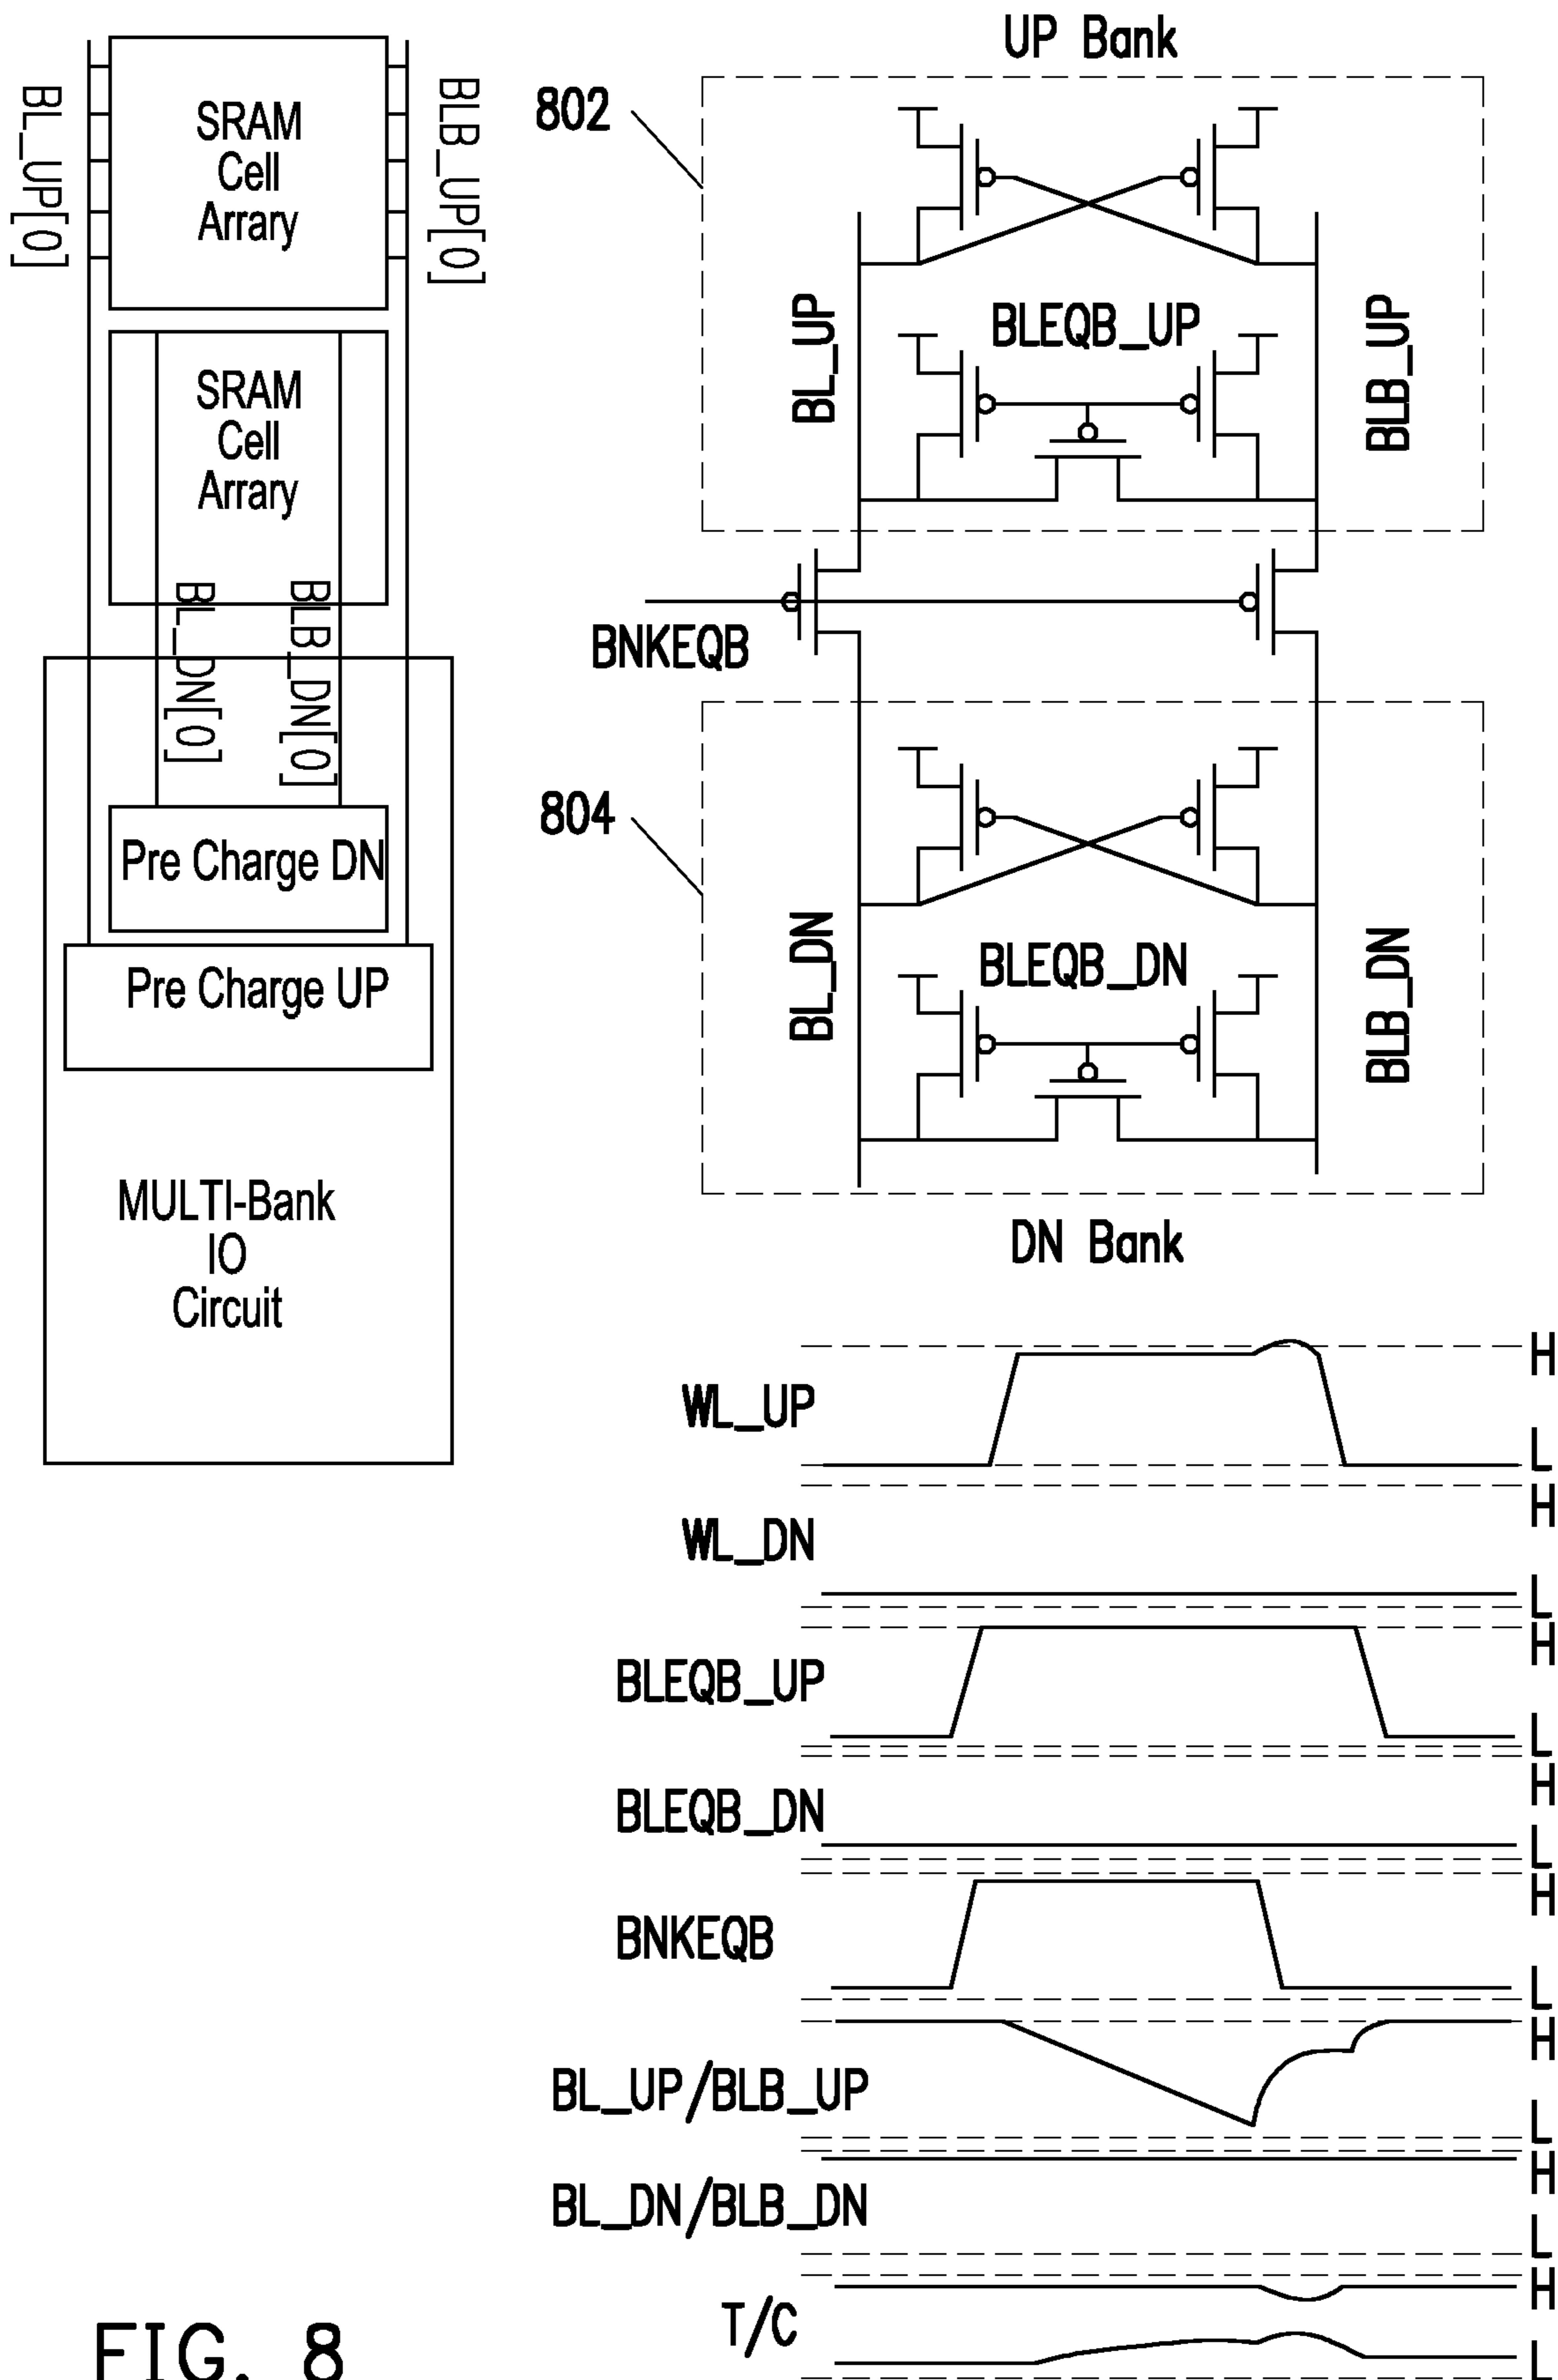 BL_UP[0]
SRAM
Cell
Arrary
BLB_UP[0]
SRAM
Cell
Arrary
BL_DN[0]
BLB_DN[0]
Pre Charge DN
Pre Charge UP
MULTI-Bank
IO
Circuit
UP Bank
802
BL_UP
BLEQB_UP
BLB_UP
BNKEQB
804
BL_DN
BLEQB_DN
BLB_DN
DN Bank
WL_UP
H
L
WL_DN
H
L
BLEQB_UP
H
L
BLEQB_DN
H
L
BNKEQB
H
L
BL_UP/BLB_UP
H
L
BL_DN/BLB_DN
H
L
T/C
H
L
FIG. 8